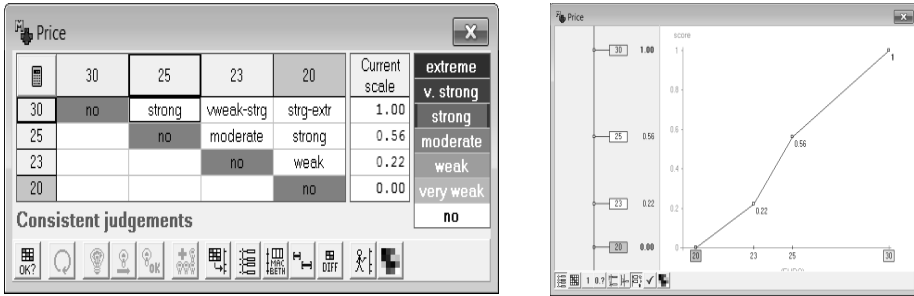 Price
30 25 23 20 Current scale
30 no strong vweak-strg strg-extr 1.00
25 no moderate strong 0.56
23 no weak 0.22
20 no 0.00
extreme
v. strong
strong
moderate
weak
very weak
no
Consistent judgements
OK? OK MAC BETH DIFF
Price
score
30 1.00
25 0.56
23 0.22
20 0.00
1
0.8
0.6
0.4
0.2
0
1
0.56
0.22
20 23 25 30
1 0.?